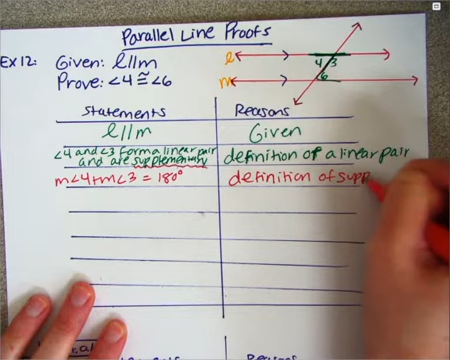 Parallel Line Proofs
EX 12: Given: l||m
Prove: ∠4 ≅ ∠6
l
m
4 3
6
Statements Reasons
l||m Given
∠4 and ∠3 form a linear pair and are supplementary definition of a linear pair
m∠4+m∠3 = 180° definition of supp